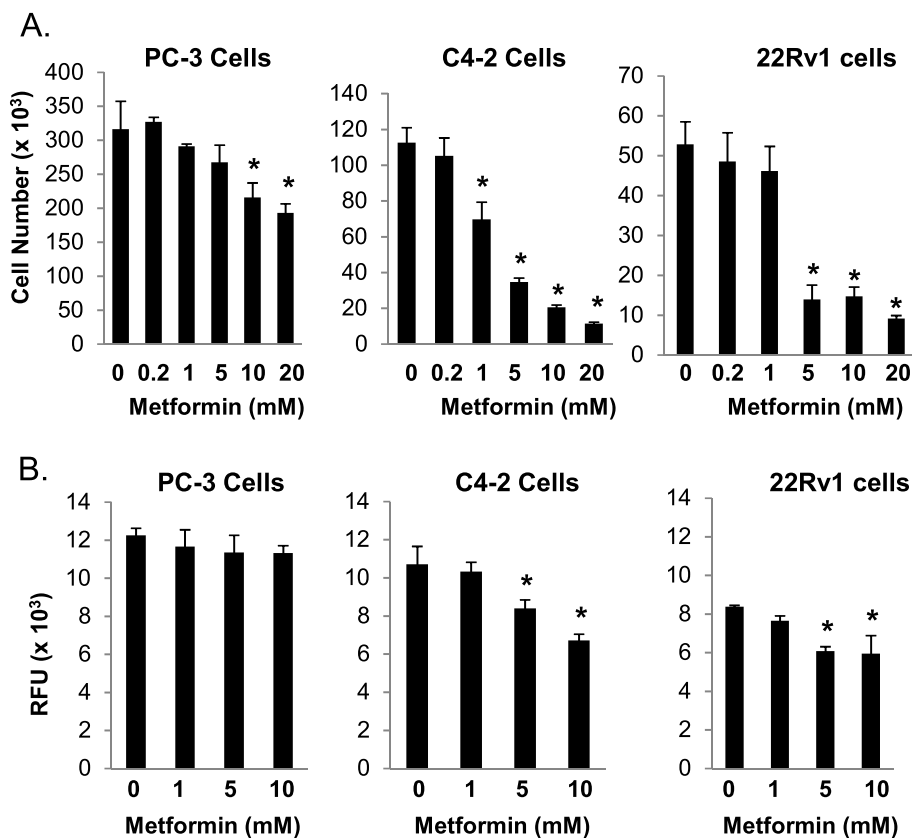 A.
PC-3 Cells
Cell Number (x 10³)
400
350
300
250
200
150
100
50
0
0 0.2 1 5 10 20
* *
Metformin (mM)
C4-2 Cells
140
120
100
80
60
40
20
0
0 0.2 1 5 10 20
* * * *
Metformin (mM)
22Rv1 cells
70
60
50
40
30
20
10
0
0 0.2 1 5 10 20
* * *
Metformin (mM)
B.
PC-3 Cells
RFU (x 10³)
14
12
10
8
6
4
2
0
0 1 5 10
Metformin (mM)
C4-2 Cells
14
12
10
8
6
4
2
0
0 1 5 10
* *
Metformin (mM)
22Rv1 cells
14
12
10
8
6
4
2
0
0 1 5 10
* *
Metformin (mM)